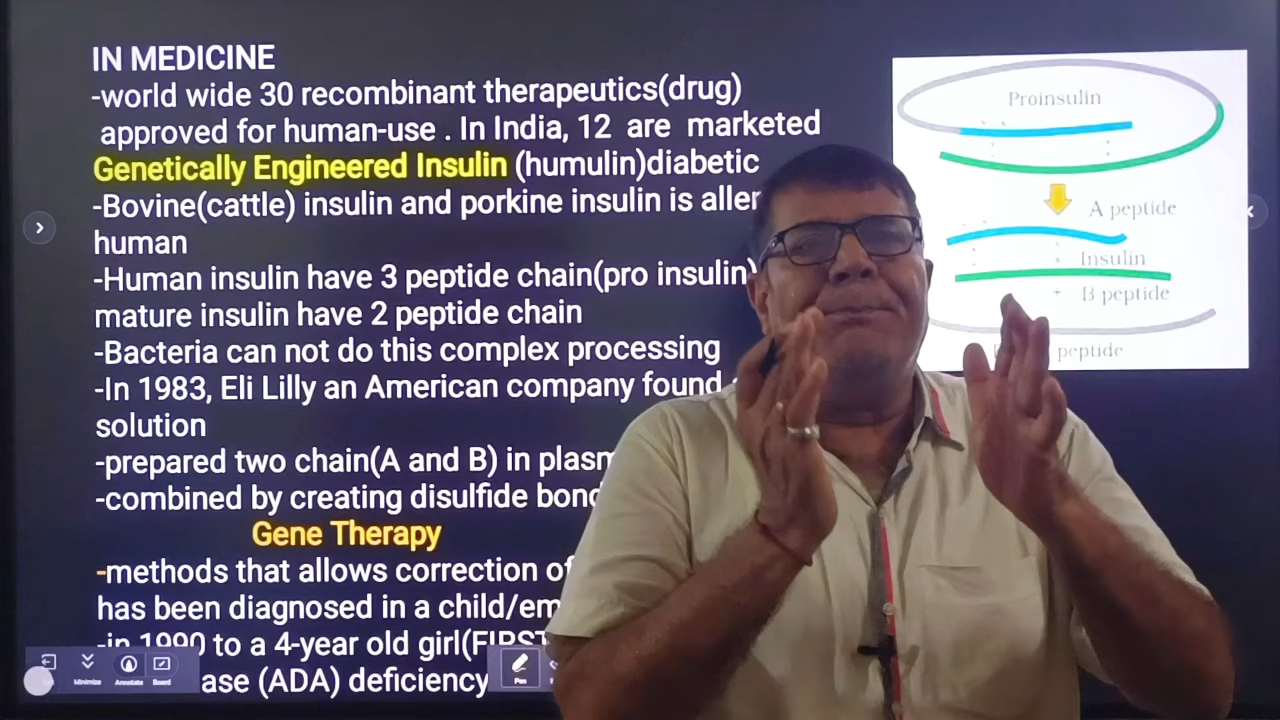 IN MEDICINE
-world wide 30 recombinant therapeutics(drug)
approved for human-use . In India, 12 are marketed
Genetically Engineered Insulin (humulin)diabetic
-Bovine(cattle) insulin and porkine insulin is aller
human
-Human insulin have 3 peptide chain(pro insulin)
mature insulin have 2 peptide chain
-Bacteria can not do this complex processing
-In 1983, Eli Lilly an American company found
solution
-prepared two chain(A and B) in plasm
-combined by creating disulfide bond
Gene Therapy
-methods that allows correction of
has been diagnosed in a child/em
-in 1990 to a 4-year old girl(FIRST
ase (ADA) deficiency
Minimize
Annotate
Board
Pen
Proinsulin
A peptide
Insulin
+ B peptide
peptide